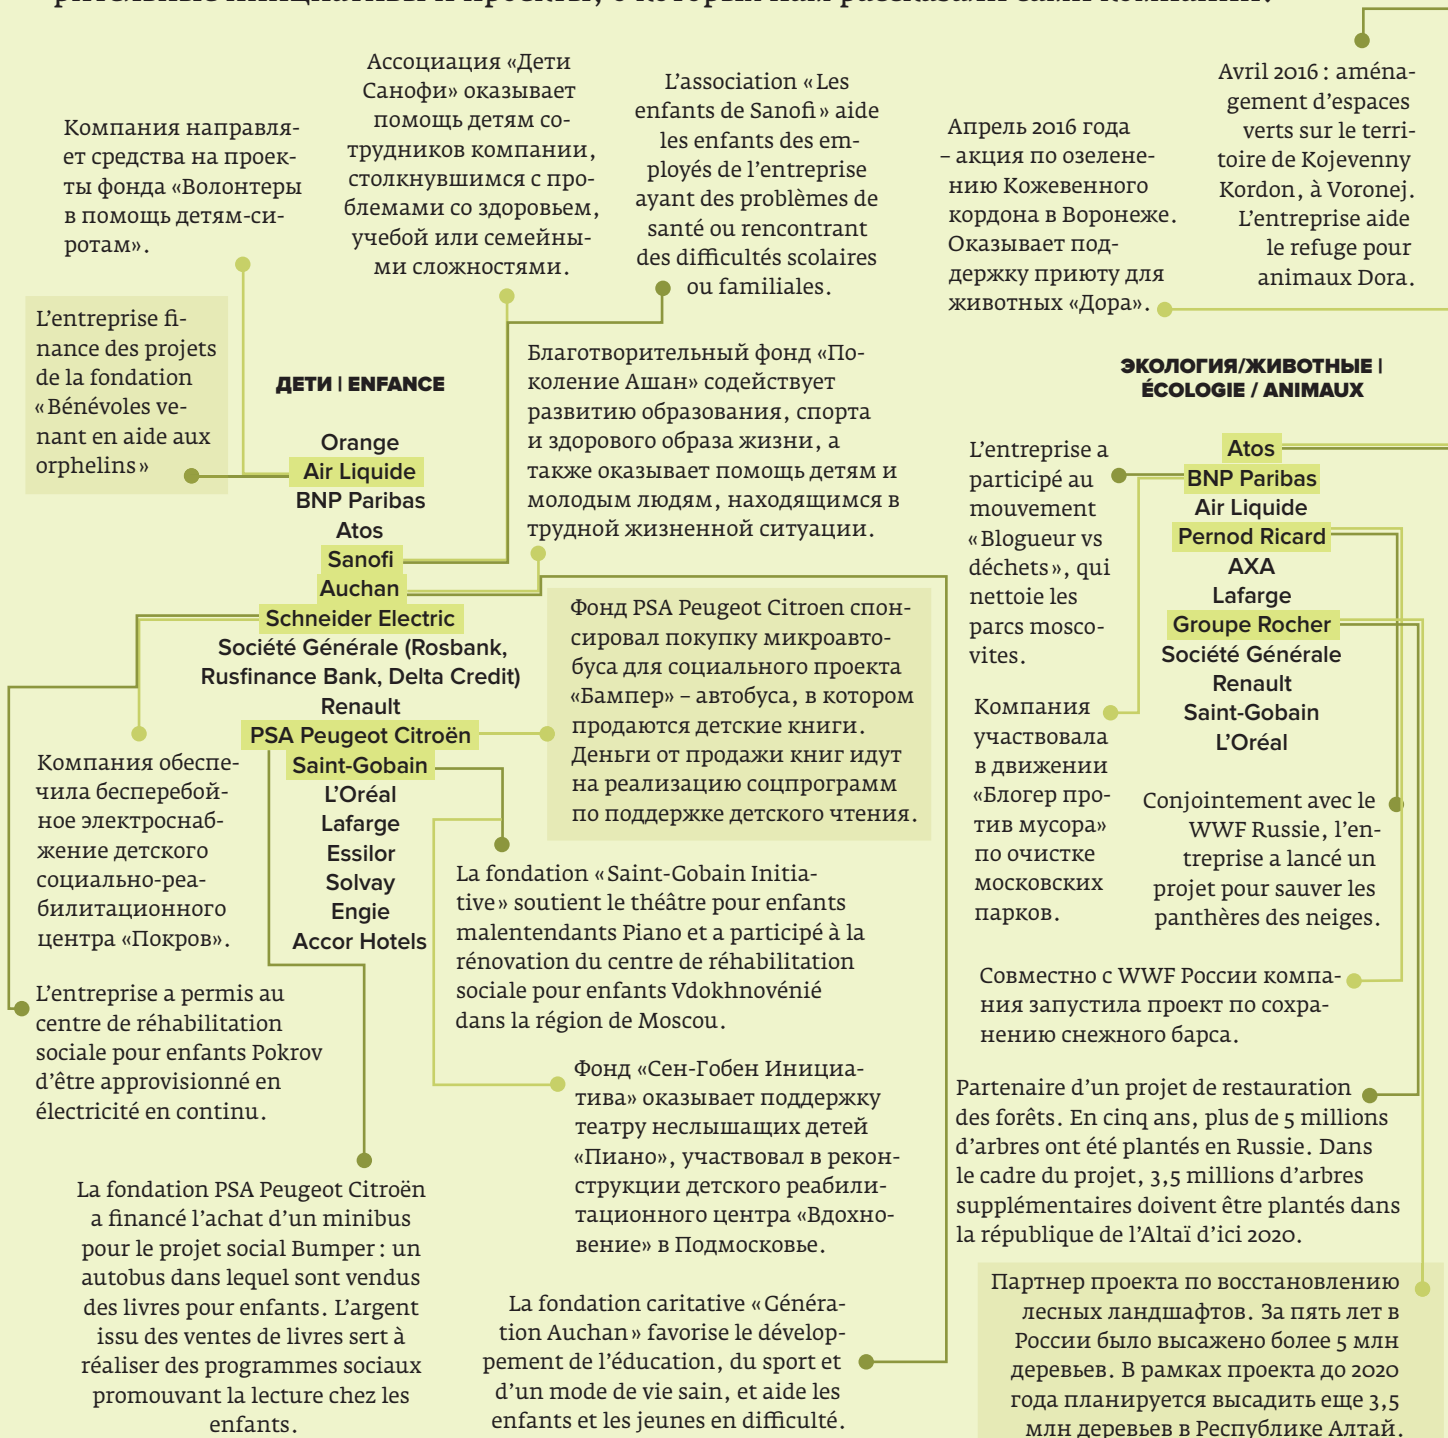 рительные инициативы и проекты, о которых нам рассказали сами компании.
Компания направля-
ет средства на проек-
ты фонда «Волонтеры
в помощь детям-си-
ротам».
Ассоциация «Дети
Санофи» оказывает
помощь детям со-
трудников компании,
столкнувшимся с про-
блемами со здоровьем,
учебой или семейны-
ми сложностями.
L’association « Les
enfants de Sanofi » aide
les enfants des em-
ployés de l’entreprise
ayant des problèmes de
santé ou rencontrant
des difficultés scolaires
ou familiales.
Апрель 2016 года
– акция по озелене-
нию Кожевенного
кордона в Воронеже.
Оказывает под-
держку приюту для
животных «Дора».
Avril 2016 : aména-
gement d’espaces
verts sur le terri-
toire de Kojevenny
Kordon, à Voronej.
L’entreprise aide
le refuge pour
animaux Dora.
L’entreprise fi-
nance des projets
de la fondation
« Bénévoles ve-
nant en aide aux
orphelins »
ДЕТИ | ENFANCE
Orange
Air Liquide
BNP Paribas
Atos
Sanofi
Auchan
Schneider Electric
Société Générale (Rosbank,
Rusfinance Bank, Delta Credit)
Renault
PSA Peugeot Citroën
Saint-Gobain
L’Oréal
Lafarge
Essilor
Solvay
Engie
Accor Hotels
Благотворительный фонд «По-
коление Ашан» содействует
развитию образования, спорта
и здорового образа жизни, а
также оказывает помощь детям и
молодым людям, находящимся в
трудной жизненной ситуации.
Фонд PSA Peugeot Citroen спон-
сировал покупку микроавто-
буса для социального проекта
«Бампер» – автобуса, в котором
продаются детские книги.
Деньги от продажи книг идут
на реализацию соцпрограмм
по поддержке детского чтения.
Компания обеспе-
чила бесперебой-
ное электроснаб-
жение детского
социально-реа-
билитационного
центра «Покров».
L’entreprise a permis au
centre de réhabilitation
sociale pour enfants Pokrov
d’être approvisionné en
électricité en continu.
La fondation « Saint-Gobain Initia-
tive » soutient le théâtre pour enfants
malentendants Piano et a participé à la
rénovation du centre de réhabilitation
sociale pour enfants Vdokhnovénié
dans la région de Moscou.
Фонд «Сен-Гобен Инициа-
тива» оказывает поддержку
театру неслышащих детей
«Пиано», участвовал в рекон-
струкции детского реабили-
тационного центра «Вдохно-
вение» в Подмосковье.
La fondation PSA Peugeot Citroën
a financé l’achat d’un minibus
pour le projet social Bumper : un
autobus dans lequel sont vendus
des livres pour enfants. L’argent
issu des ventes de livres sert à
réaliser des programmes sociaux
promouvant la lecture chez les
enfants.
La fondation caritative « Généra-
tion Auchan » favorise le dévelop-
pement de l’éducation, du sport et
d’un mode de vie sain, et aide les
enfants et les jeunes en difficulté.
ЭКОЛОГИЯ/ЖИВОТНЫЕ |
ÉCOLOGIE / ANIMAUX
Atos
BNP Paribas
Air Liquide
Pernod Ricard
AXA
Lafarge
Groupe Rocher
Société Générale
Renault
Saint-Gobain
L’Oréal
L’entreprise a
participé au
mouvement
« Blogueur vs
déchets », qui
nettoie les
parcs mosco-
vites.
Компания
участвовала
в движении
«Блогер про-
тив мусора»
по очистке
московских
парков.
Conjointement avec le
WWF Russie, l’en-
treprise a lancé un
projet pour sauver les
panthères des neiges.
Совместно с WWF России компа-
ния запустила проект по сохра-
нению снежного барса.
Partenaire d’un projet de restauration
des forêts. En cinq ans, plus de 5 millions
d’arbres ont été plantés en Russie. Dans
le cadre du projet, 3,5 millions d’arbres
supplémentaires doivent être plantés dans
la république de l’Altaï d’ici 2020.
Партнер проекта по восстановлению
лесных ландшафтов. За пять лет в
России было высажено более 5 млн
деревьев. В рамках проекта до 2020
года планируется высадить еще 3,5
млн деревьев в Республике Алтай.